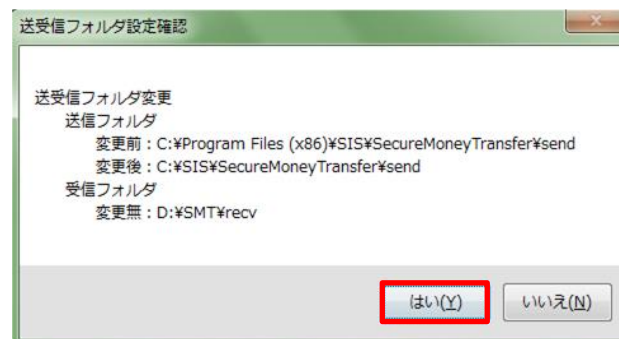 送受信フォルダ設定確認
送受信フォルダ変更
送信フォルダ
変更前：C:¥Program Files (x86)¥SIS¥SecureMoneyTransfer¥send
変更後：C:¥SIS¥SecureMoneyTransfer¥send
受信フォルダ
変更無：D:¥SMT¥recv
はい(Y) いいえ(N)